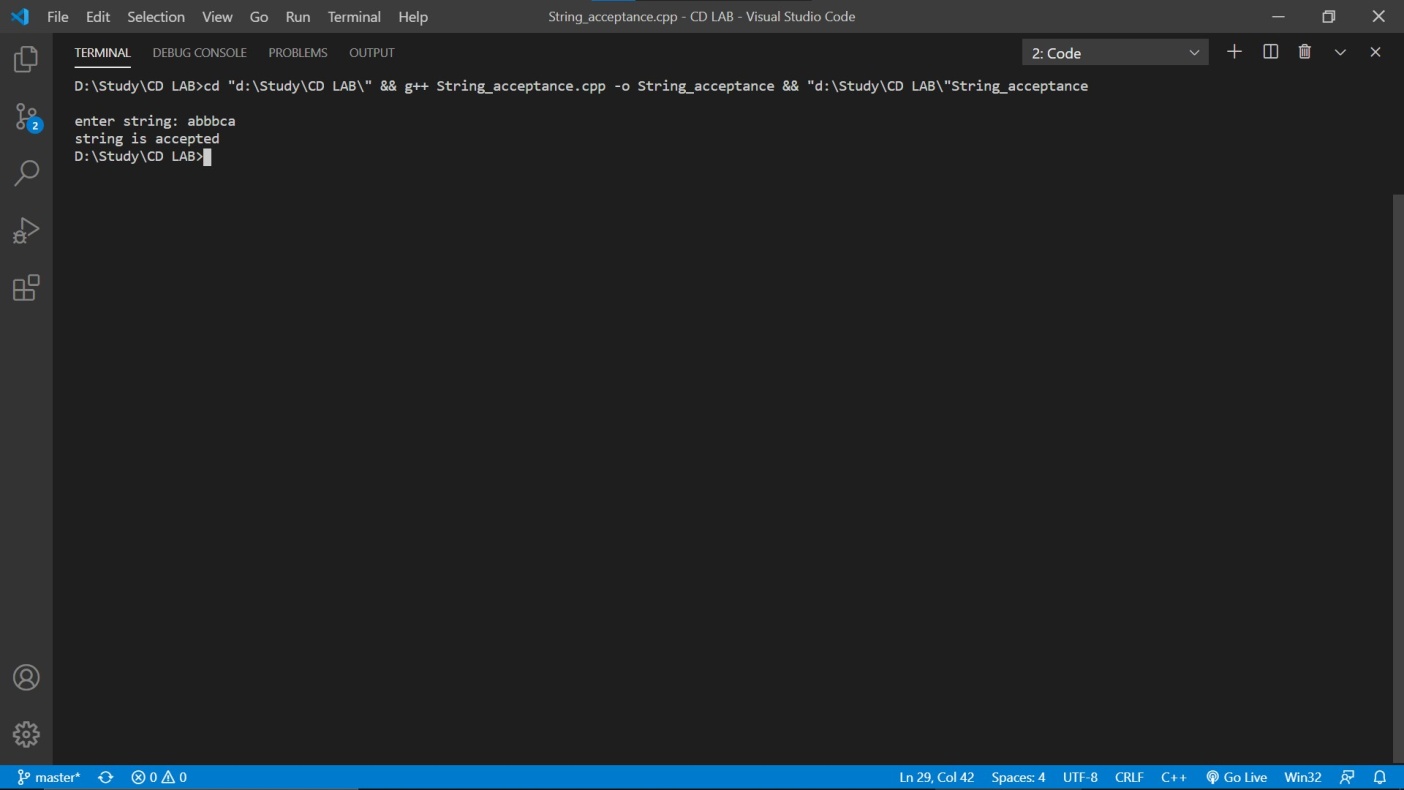 File Edit Selection View Go Run Terminal Help String_acceptance.cpp - CD LAB - Visual Studio Code
TERMINAL DEBUG CONSOLE PROBLEMS OUTPUT 2: Code
D:\Study\CD LAB>cd "d:\Study\CD LAB\" && g++ String_acceptance.cpp -o String_acceptance && "d:\Study\CD LAB\"String_acceptance
enter string: abbbca
string is accepted
D:\Study\CD LAB>
2
master* 0 0 Ln 29, Col 42 Spaces: 4 UTF-8 CRLF C++ Go Live Win32